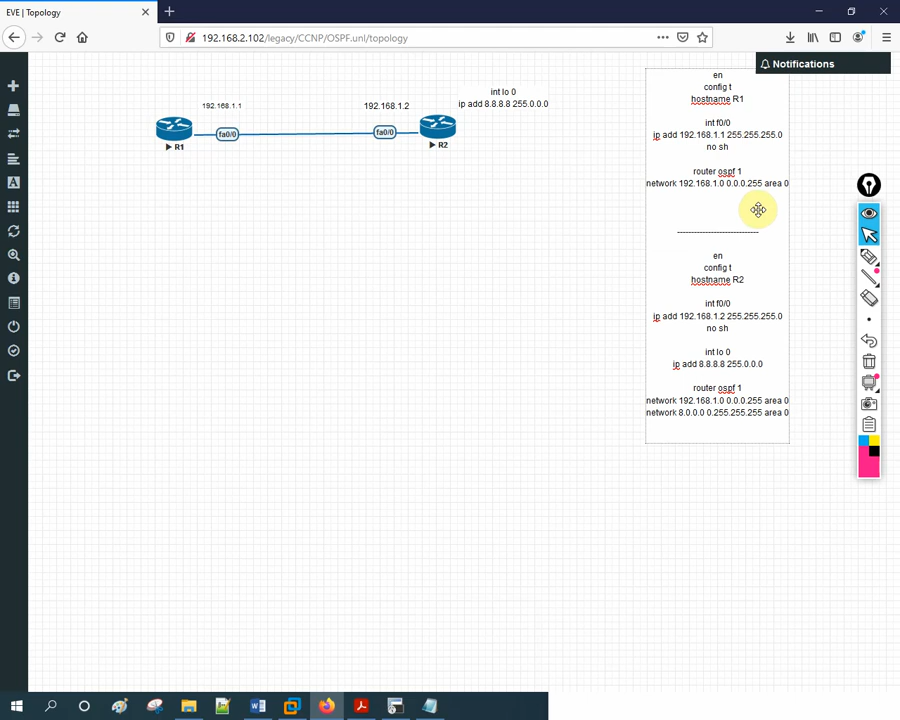 EVE | Topology
192.168.2.102/legacy/CCNP/OSPF.unl/topology
Notifications
192.168.1.1
192.168.1.2
int lo 0
ip add 8.8.8.8 255.0.0.0
fa0/0
fa0/0
R1
R2
en
config t
hostname R1
int f0/0
ip add 192.168.1.1 255.255.255.0
no sh
router ospf 1
network 192.168.1.0 0.0.0.255 area 0
------------------------------
en
config t
hostname R2
int f0/0
ip add 192.168.1.2 255.255.255.0
no sh
int lo 0
ip add 8.8.8.8 255.0.0.0
router ospf 1
network 192.168.1.0 0.0.0.255 area 0
network 8.0.0.0 0.255.255.255 area 0